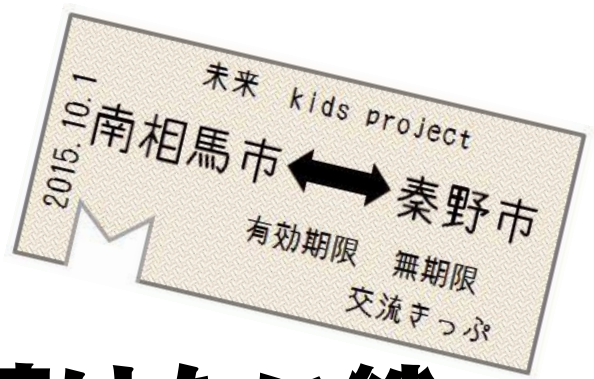 未来 kids project
2015.10.1
南相馬市⟷秦野市
有効期限 無期限
交流きっぷ